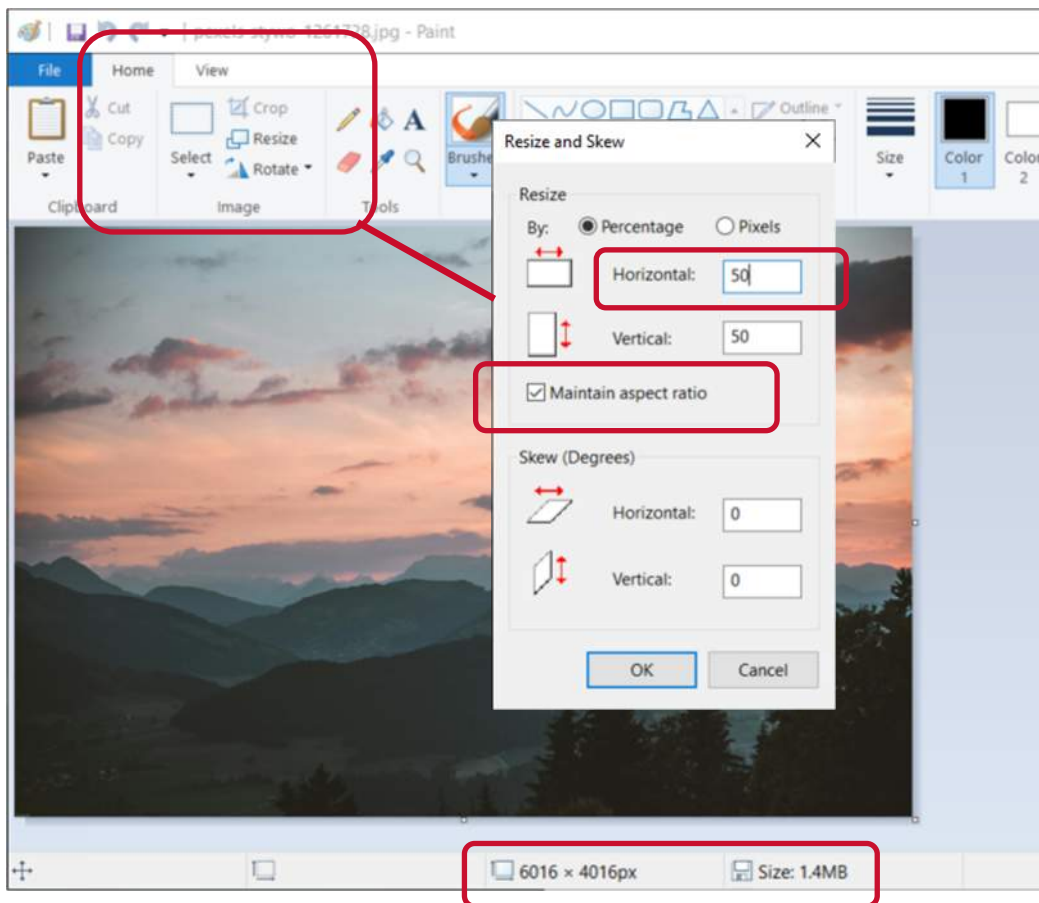 pexels-stywo-1261728.jpg - Paint
File Home View
Paste
Cut
Copy
Clipboard
Select
Crop
Resize
Rotate
Image
A
Tools
Brushe
Outline
Size
Color
1
Color
2
Resize and Skew
Resize
By: Percentage Pixels
Horizontal: 50
Vertical: 50
Maintain aspect ratio
Skew (Degrees)
Horizontal: 0
Vertical: 0
OK Cancel
6016 × 4016px Size: 1.4MB